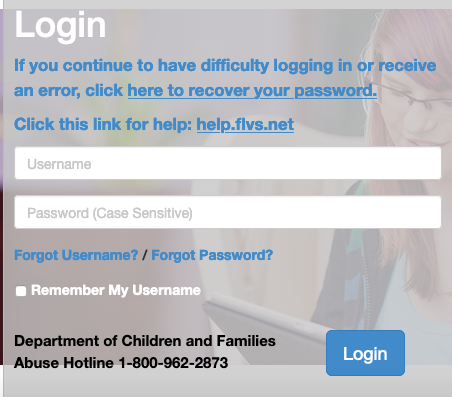 Login
If you continue to have difficulty logging in or receive
an error, click here to recover your password.
Click this link for help: help.flvs.net
Username
Password (Case Sensitive)
Forgot Username? / Forgot Password?
Remember My Username
Department of Children and Families
Abuse Hotline 1-800-962-2873
Login